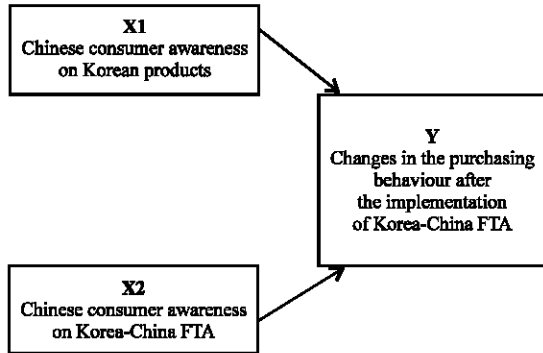 X1
Chinese consumer awareness
on Korean products
Y
Changes in the purchasing
behaviour after
the implementation
of Korea-China FTA
X2
Chinese consumer awareness
on Korea-China FTA